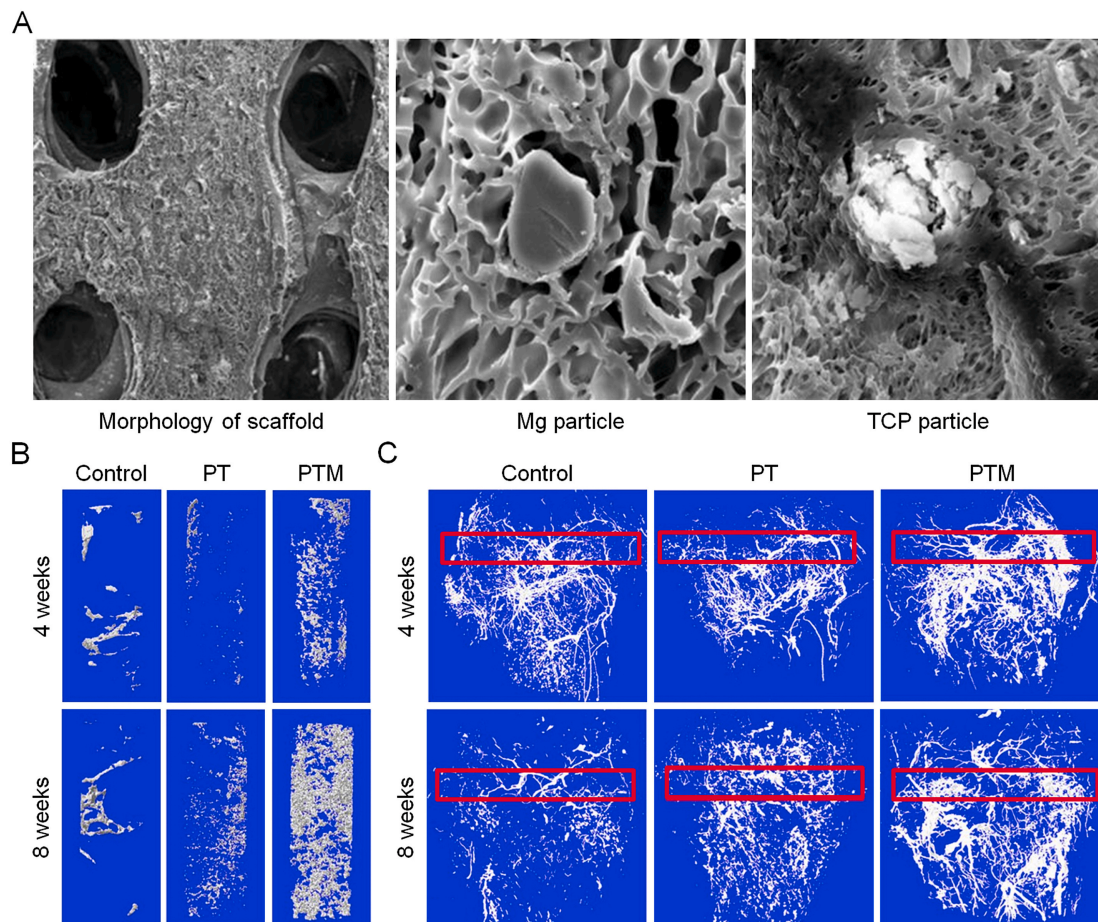 A
Morphology of scaffold
Mg particle
TCP particle
B
Control
PT
PTM
4 weeks
8 weeks
C
Control
PT
PTM
4 weeks
8 weeks